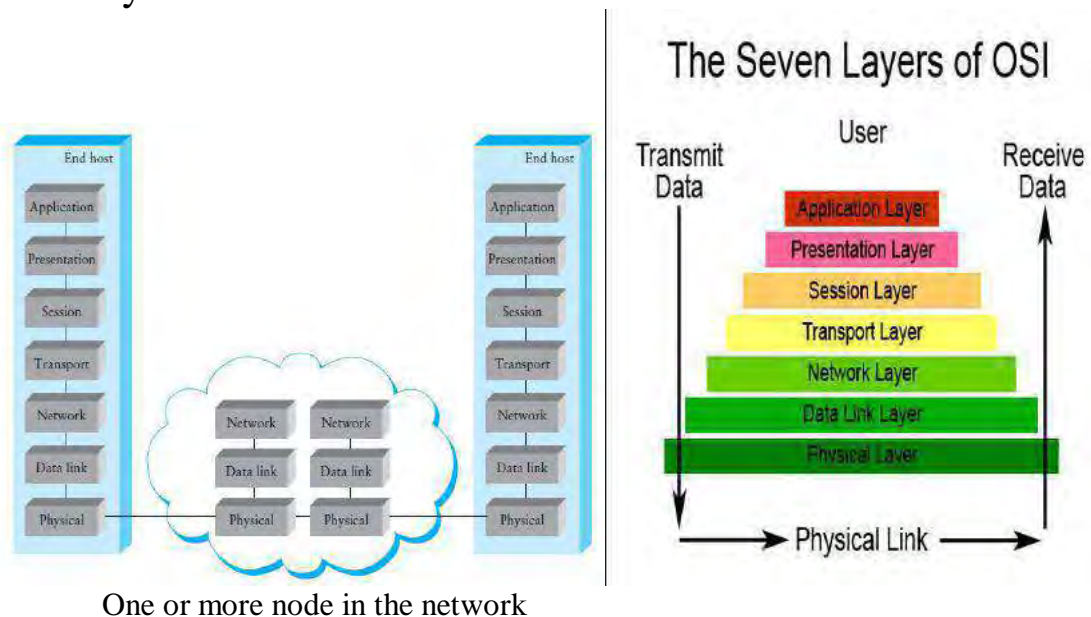 End host
Application
Presentation
Session
Transport
Network
Data link
Physical
Network
Data link
Physical
Network
Data link
Physical
End host
Application
Presentation
Session
Transport
Network
Data link
Physical
One or more node in the network
The Seven Layers of OSI
User
Transmit
Data
Receive
Data
Application Layer
Presentation Layer
Session Layer
Transport Layer
Network Layer
Data Link Layer
Physical Layer
Physical Link